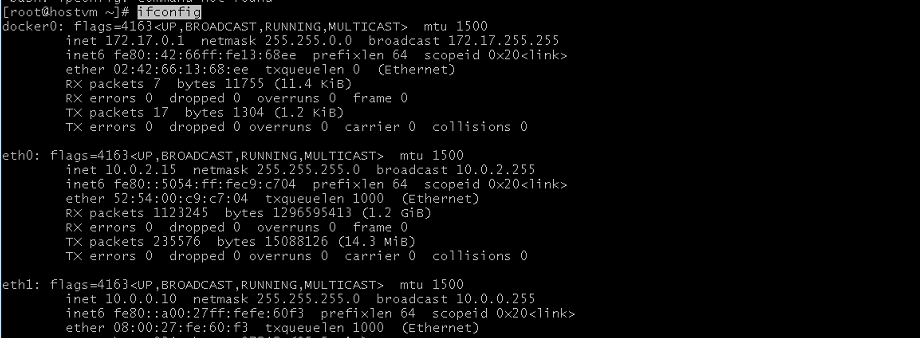 [root@hostvm ~]# ifconfig
docker0: flags=4163<UP,BROADCAST,RUNNING,MULTICAST>  mtu 1500
        inet 172.17.0.1  netmask 255.255.0.0  broadcast 172.17.255.255
        inet6 fe80::42:66ff:fe13:68ee  prefixlen 64  scopeid 0x20<link>
        ether 02:42:66:13:68:ee  txqueuelen 0  (Ethernet)
        RX packets 7  bytes 11755 (11.4 KiB)
        RX errors 0  dropped 0  overruns 0  frame 0
        TX packets 17  bytes 1304 (1.2 KiB)
        TX errors 0  dropped 0 overruns 0  carrier 0  collisions 0
eth0: flags=4163<UP,BROADCAST,RUNNING,MULTICAST>  mtu 1500
        inet 10.0.2.15  netmask 255.255.255.0  broadcast 10.0.2.255
        inet6 fe80::5054:ff:fec9:c704  prefixlen 64  scopeid 0x20<link>
        ether 52:54:00:c9:c7:04  txqueuelen 1000  (Ethernet)
        RX packets 1123245  bytes 1296595413 (1.2 GiB)
        RX errors 0  dropped 0  overruns 0  frame 0
        TX packets 235576  bytes 15088126 (14.3 MiB)
        TX errors 0  dropped 0 overruns 0  carrier 0  collisions 0
eth1: flags=4163<UP,BROADCAST,RUNNING,MULTICAST>  mtu 1500
        inet 10.0.0.10  netmask 255.255.255.0  broadcast 10.0.0.255
        inet6 fe80::a00:27ff:fefe:60f3  prefixlen 64  scopeid 0x20<link>
        ether 08:00:27:fe:60:f3  txqueuelen 1000  (Ethernet)